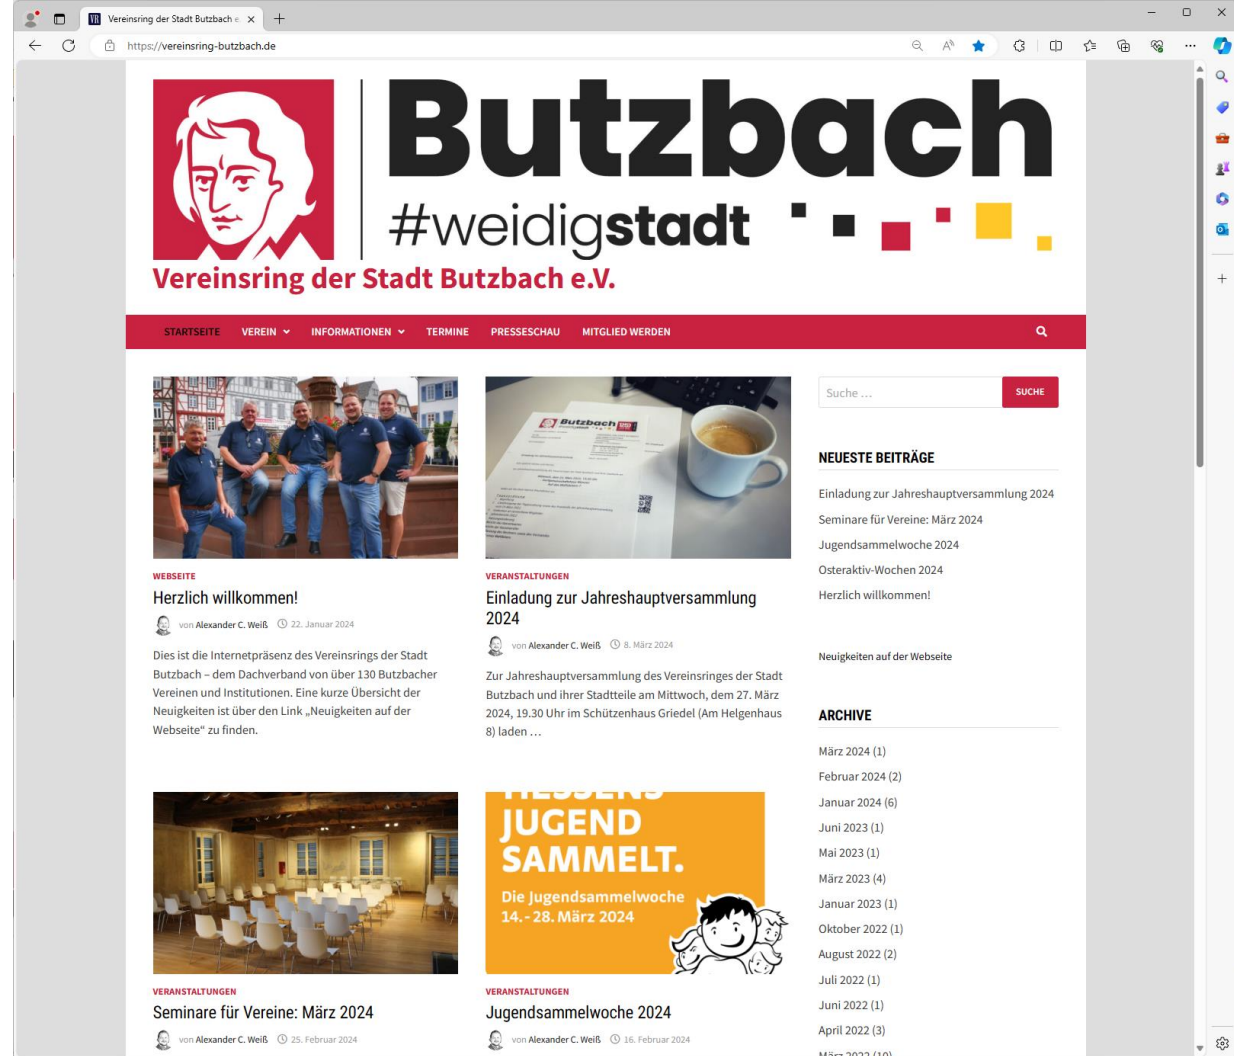 Vereinsring der Stadt Butzbach e.
https://vereinsring-butzbach.de
Butzbach
#weidigstadt
Vereinsring der Stadt Butzbach e.V.
STARTSEITE VEREIN INFORMATIONEN TERMINE PRESSESCHAU MITGLIED WERDEN
Butzbach
WEBSEITE
Herzlich willkommen!
von Alexander C. Weiß 22. Januar 2024
Dies ist die Internetpräsenz des Vereinsrings der Stadt
Butzbach – dem Dachverband von über 130 Butzbacher
Vereinen und Institutionen. Eine kurze Übersicht der
Neuigkeiten ist über den Link „Neuigkeiten auf der
Webseite“ zu finden.
VERANSTALTUNGEN
Einladung zur Jahreshauptversammlung
2024
von Alexander C. Weiß 8. März 2024
Zur Jahreshauptversammlung des Vereinsringes der Stadt
Butzbach und ihrer Stadtteile am Mittwoch, dem 27. März
2024, 19.30 Uhr im Schützenhaus Griedel (Am Helgenhaus
8) laden …
HESSENS
JUGEND
SAMMELT.
Die Jugendsammelwoche
14. - 28. März 2024
VERANSTALTUNGEN
Seminare für Vereine: März 2024
von Alexander C. Weiß 25. Februar 2024
VERANSTALTUNGEN
Jugendsammelwoche 2024
von Alexander C. Weiß 16. Februar 2024
Suche …
SUCHE
NEUESTE BEITRÄGE
Einladung zur Jahreshauptversammlung 2024
Seminare für Vereine: März 2024
Jugendsammelwoche 2024
Osteraktiv-Wochen 2024
Herzlich willkommen!
Neuigkeiten auf der Webseite
ARCHIVE
März 2024 (1)
Februar 2024 (2)
Januar 2024 (6)
Juni 2023 (1)
Mai 2023 (1)
März 2023 (4)
Januar 2023 (1)
Oktober 2022 (1)
August 2022 (2)
Juli 2022 (1)
Juni 2022 (1)
April 2022 (3)
März 2022 (10)